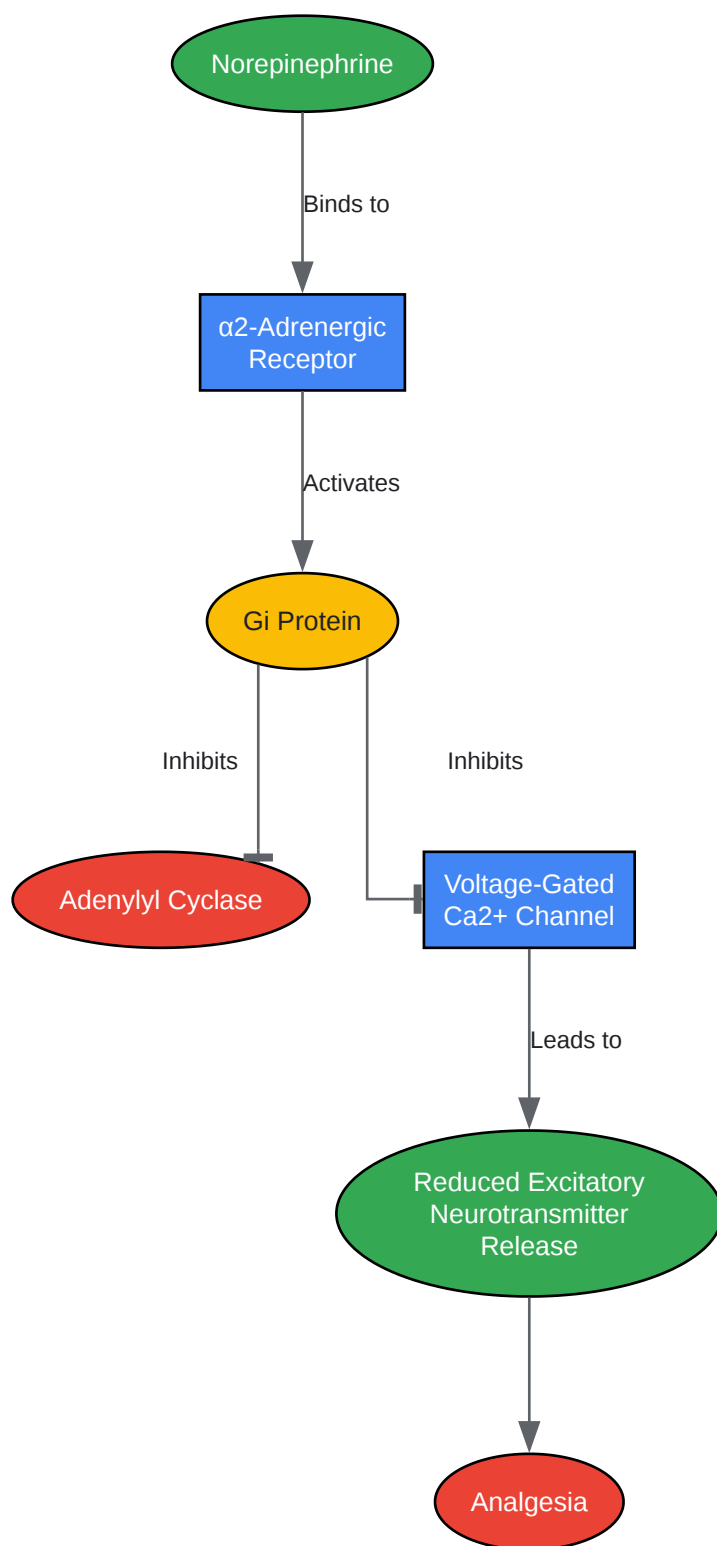 Norepinephrine
Binds to
α2-Adrenergic
Receptor
Activates
Gi Protein
Inhibits
Inhibits
Adenylyl Cyclase
Voltage-Gated
Ca2+ Channel
Leads to
Reduced Excitatory
Neurotransmitter
Release
Analgesia